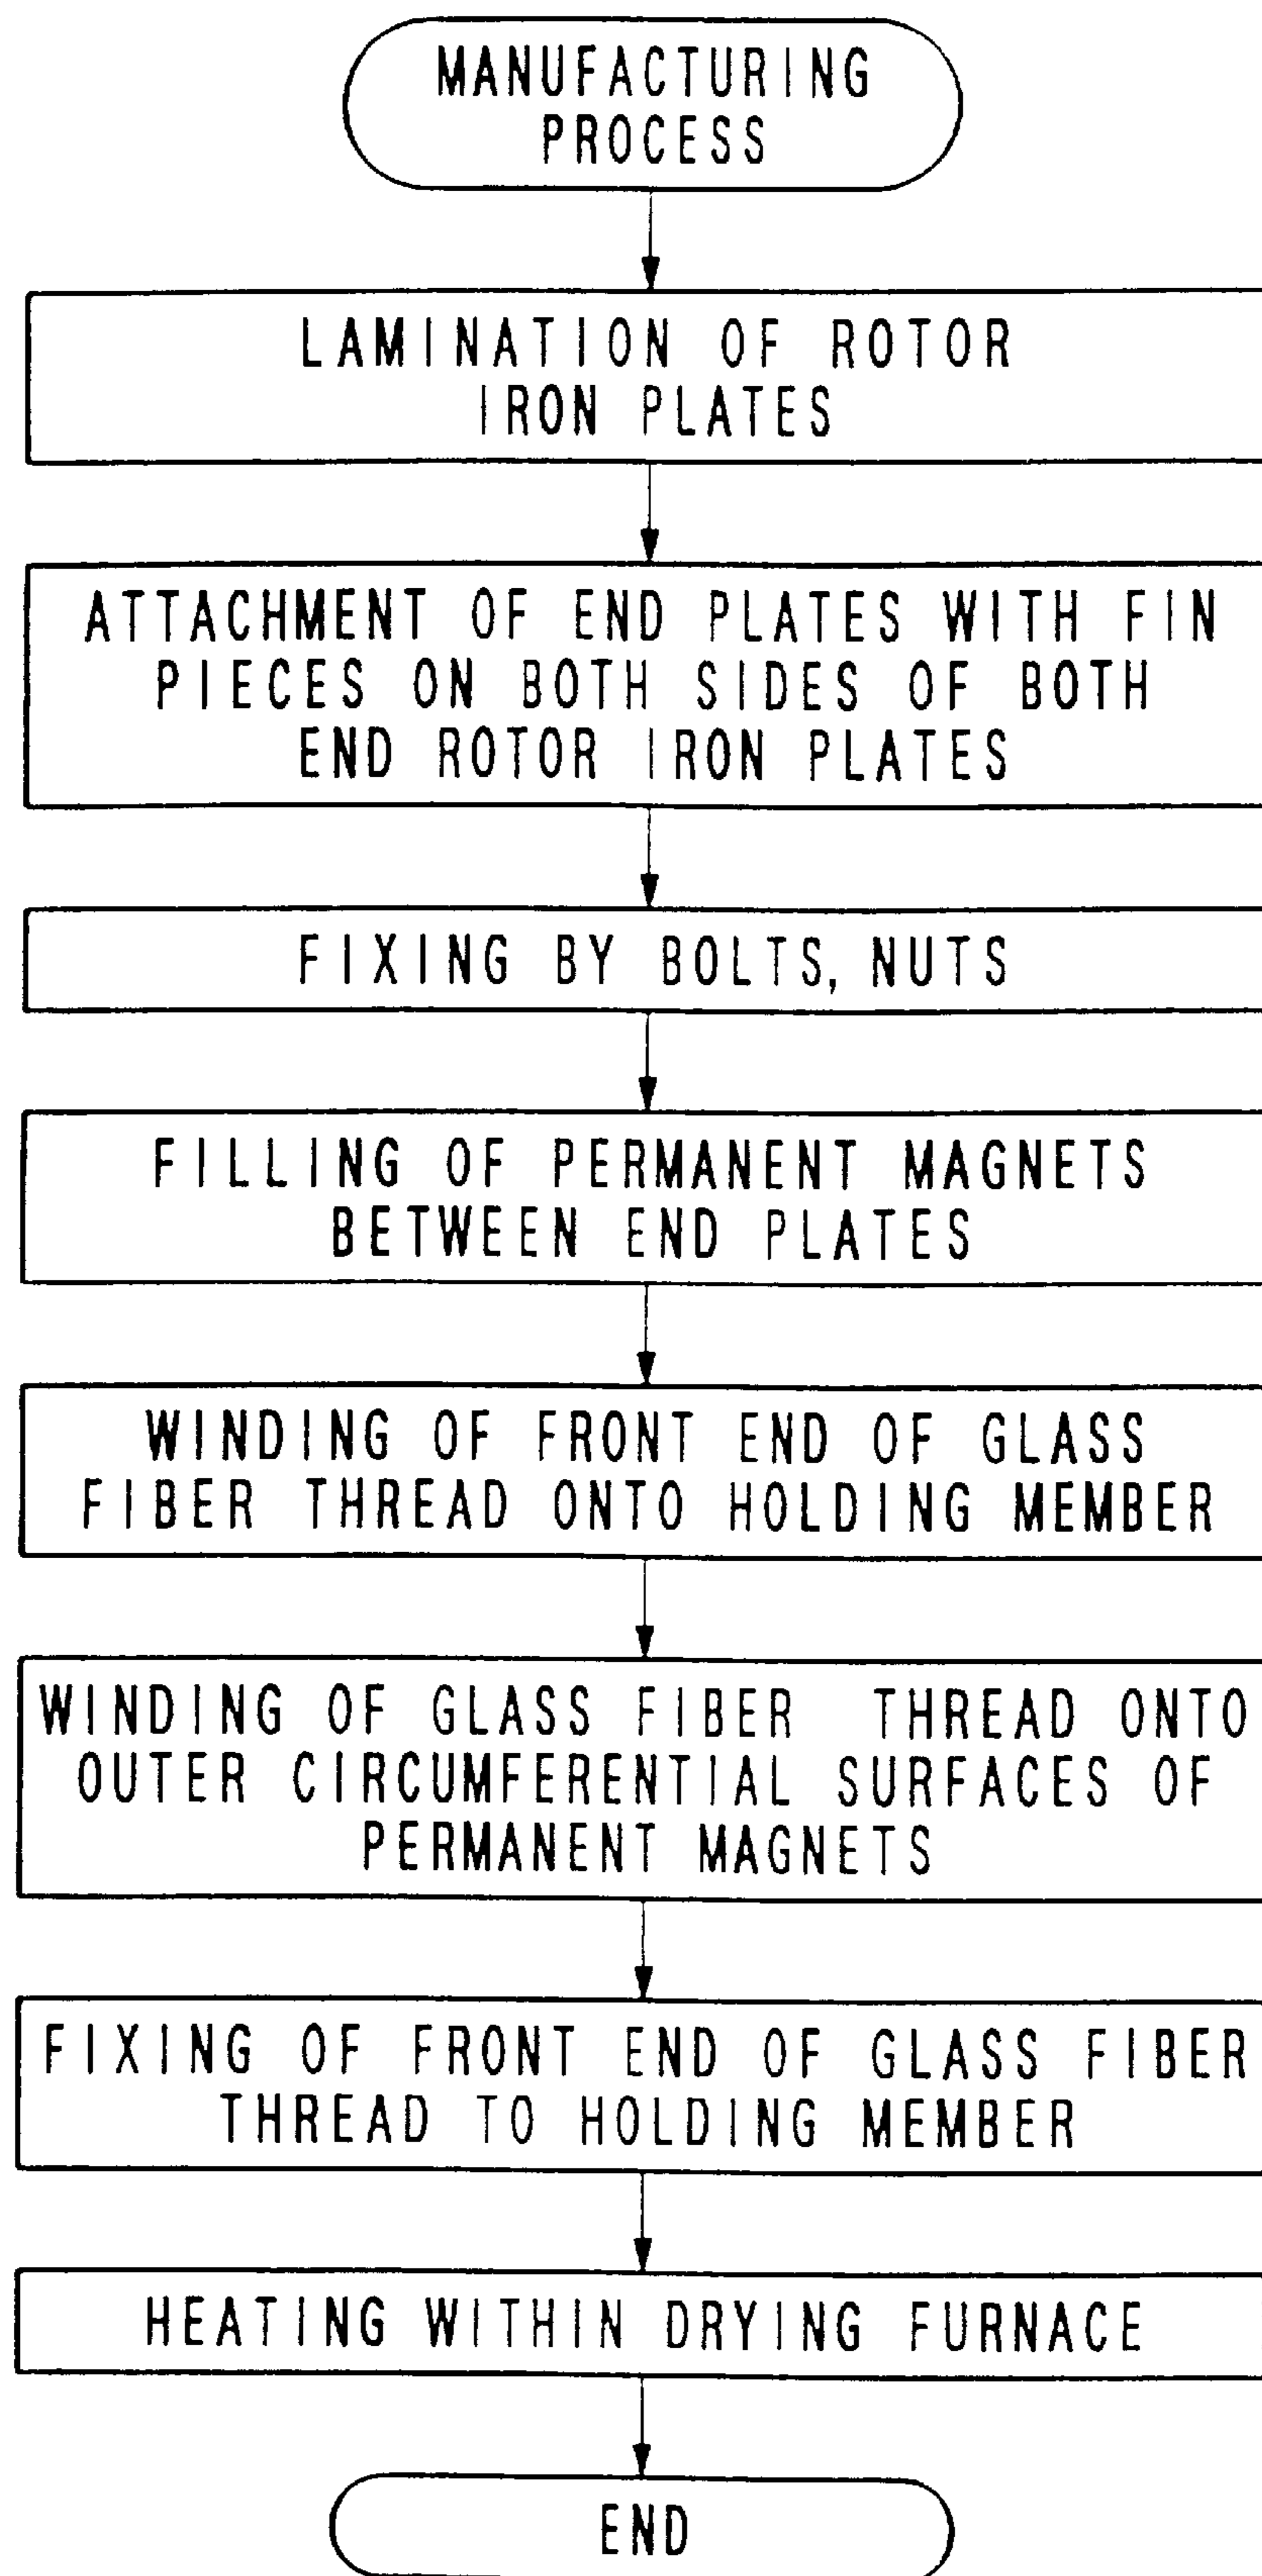 MANUFACTURING
PROCESS
LAMINATION OF ROTOR
IRON PLATES
ATTACHMENT OF END PLATES WITH FIN
PIECES ON BOTH SIDES OF BOTH
END ROTOR IRON PLATES
FIXING BY BOLTS, NUTS
FILLING OF PERMANENT MAGNETS
BETWEEN END PLATES
WINDING OF FRONT END OF GLASS
FIBER THREAD ONTO HOLDING MEMBER
WINDING OF GLASS FIBER THREAD ONTO
OUTER CIRCUMFERENTIAL SURFACES OF
PERMANENT MAGNETS
FIXING OF FRONT END OF GLASS FIBER
THREAD TO HOLDING MEMBER
HEATING WITHIN DRYING FURNACE
END